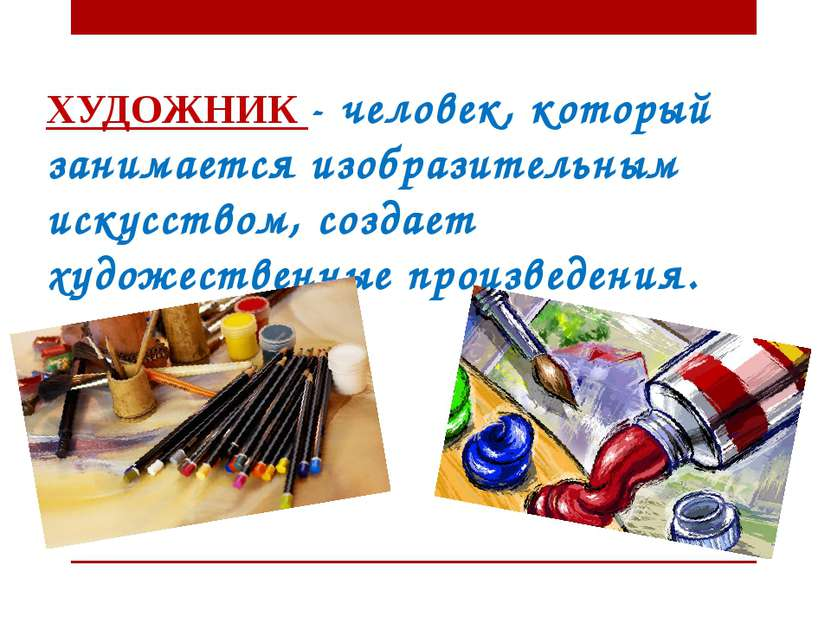 ХУДОЖНИК - человек, который
занимается изобразительным
искусством, создает
художественные произведения.